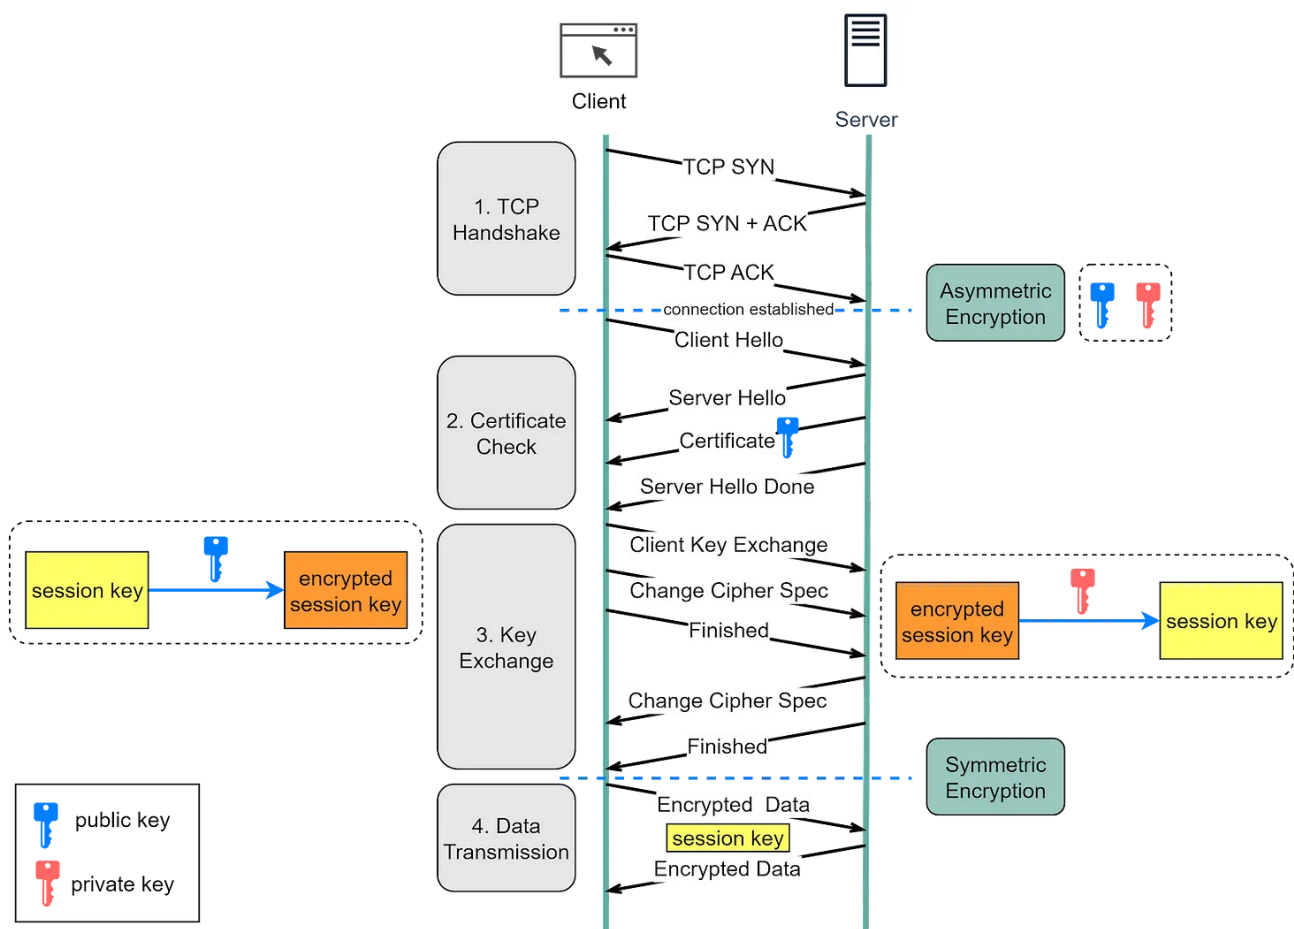 Client
Server
1. TCP
Handshake
TCP SYN
TCP SYN + ACK
TCP ACK
connection established
Asymmetric
Encryption
Client Hello
2. Certificate
Check
Server Hello
Certificate
Server Hello Done
3. Key
Exchange
Client Key Exchange
Change Cipher Spec
Finished
Change Cipher Spec
Finished
session key
encrypted
session key
encrypted
session key
session key
Symmetric
Encryption
4. Data
Transmission
Encrypted  Data
session key
Encrypted Data
public key
private key